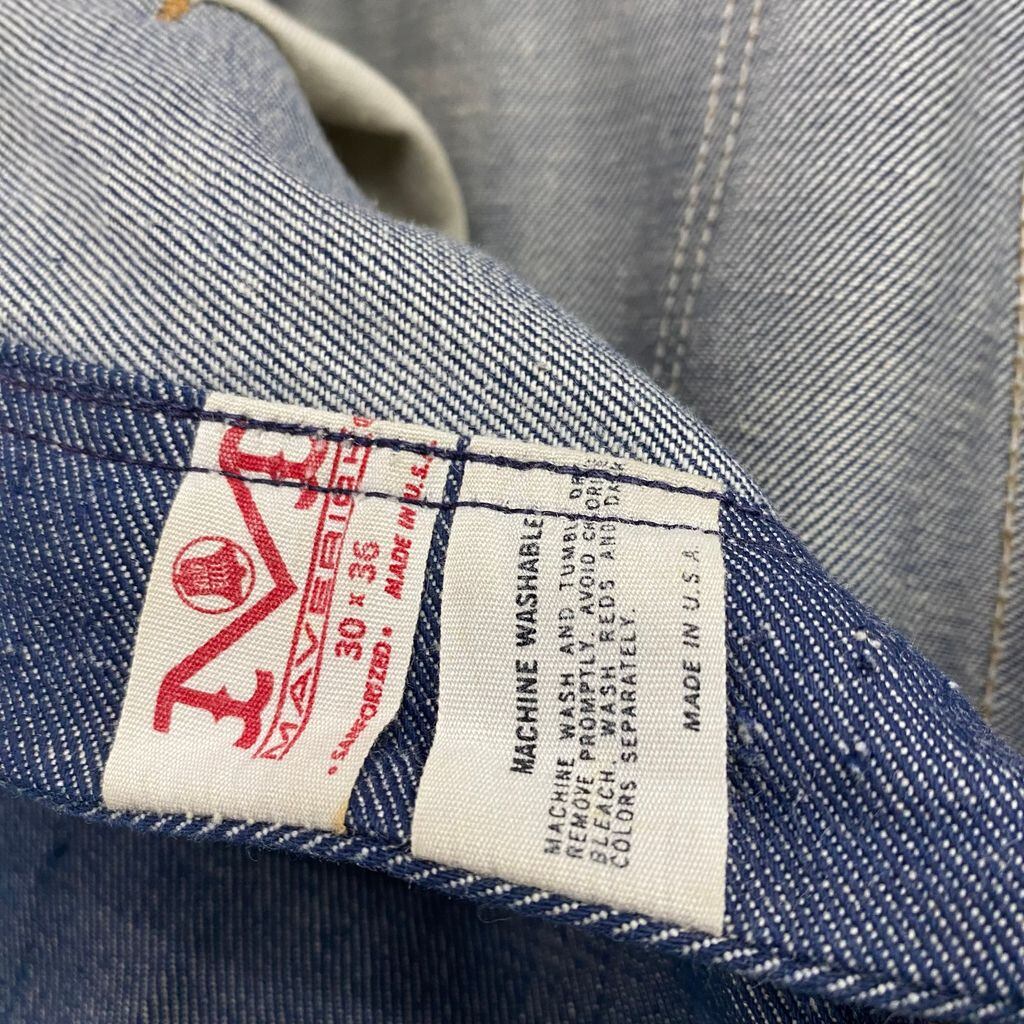 MAVERICK
30 x 36
MADE IN U.S.A.
• SANFORIZED •
MACHINE WASHABLE
MACHINE WASH AND TUMBLE
REMOVE PROMPTLY. AVOID CHLORINE
BLEACH. WASH REDS AND DARK
COLORS SEPARATELY.
MADE IN U.S.A